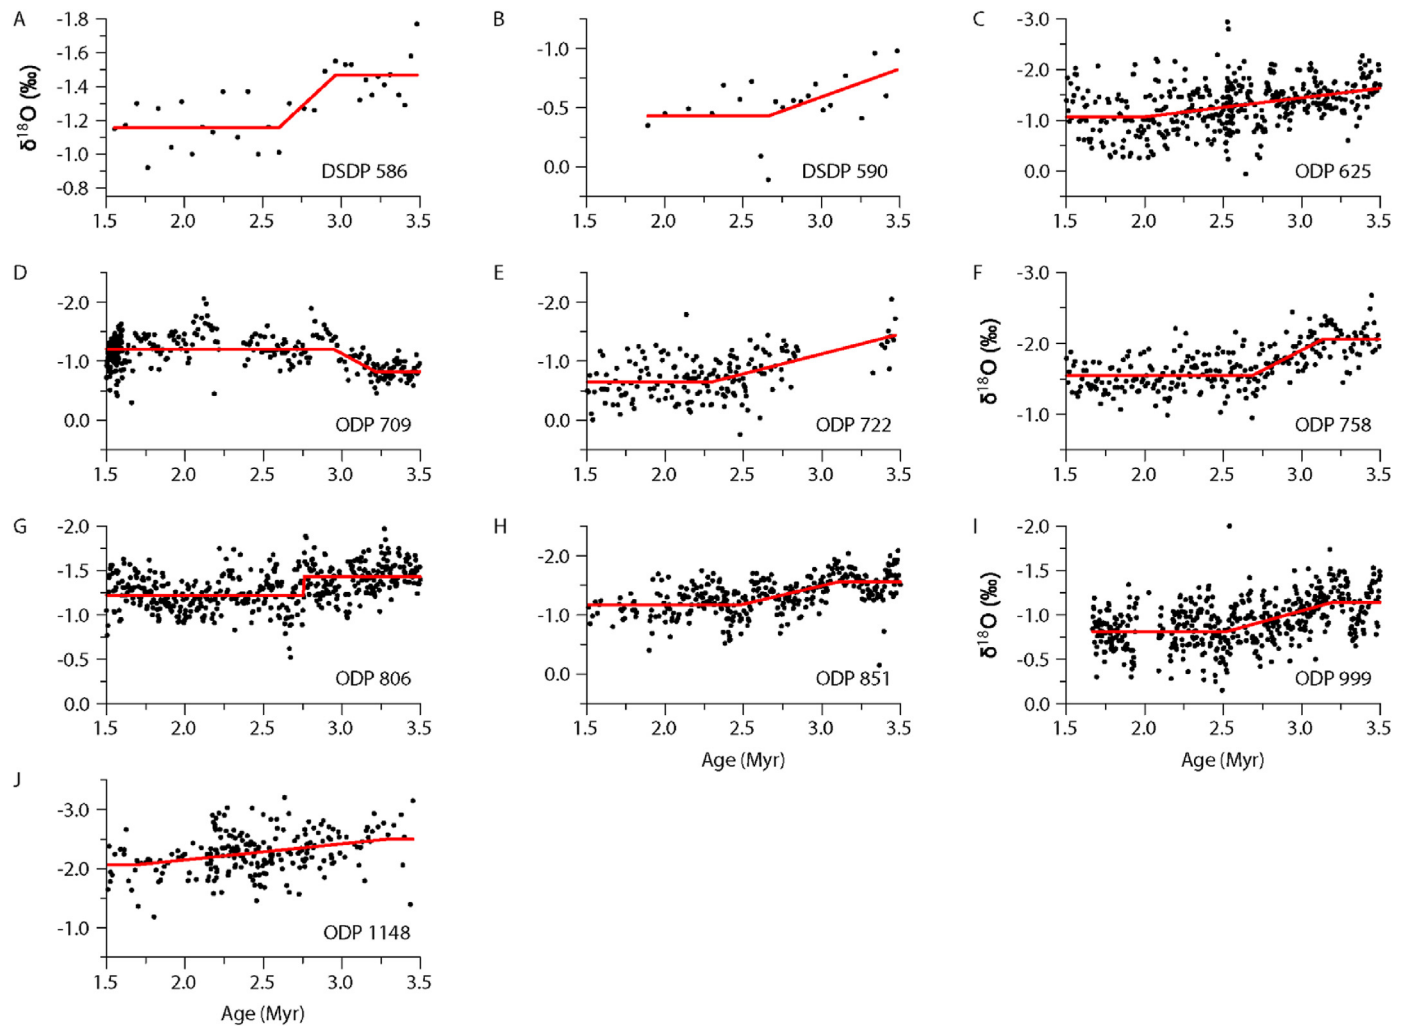 A
-1.8
-1.6
-1.4
-1.2
-1.0
-0.8
δ¹⁸O (‰)
DSDP 586
1.5 2.0 2.5 3.0 3.5
B
-1.0
-0.5
0.0
DSDP 590
1.5 2.0 2.5 3.0 3.5
C
-3.0
-2.0
-1.0
0.0
ODP 625
1.5 2.0 2.5 3.0 3.5
D
-2.0
-1.0
0.0
ODP 709
1.5 2.0 2.5 3.0 3.5
E
-2.0
-1.0
0.0
ODP 722
1.5 2.0 2.5 3.0 3.5
F
-3.0
-2.0
-1.0
δ¹⁸O (‰)
ODP 758
1.5 2.0 2.5 3.0 3.5
G
-2.0
-1.5
-1.0
-0.5
0.0
ODP 806
1.5 2.0 2.5 3.0 3.5
H
-2.0
-1.0
0.0
ODP 851
1.5 2.0 2.5 3.0 3.5
Age (Myr)
I
-2.0
-1.5
-1.0
-0.5
0.0
δ¹⁸O (‰)
ODP 999
1.5 2.0 2.5 3.0 3.5
Age (Myr)
J
-3.0
-2.0
-1.0
ODP 1148
1.5 2.0 2.5 3.0 3.5
Age (Myr)